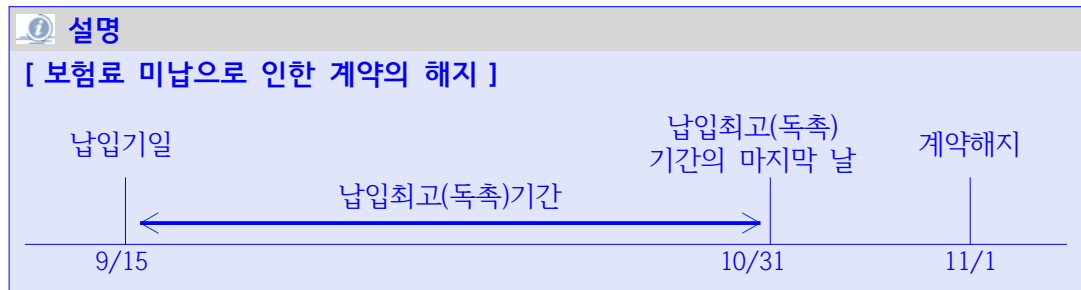 설명
[ 보험료 미납으로 인한 계약의 해지 ]
납입기일
납입최고(독촉)
기간의 마지막 날
계약해지
납입최고(독촉)기간
9/15
10/31
11/1